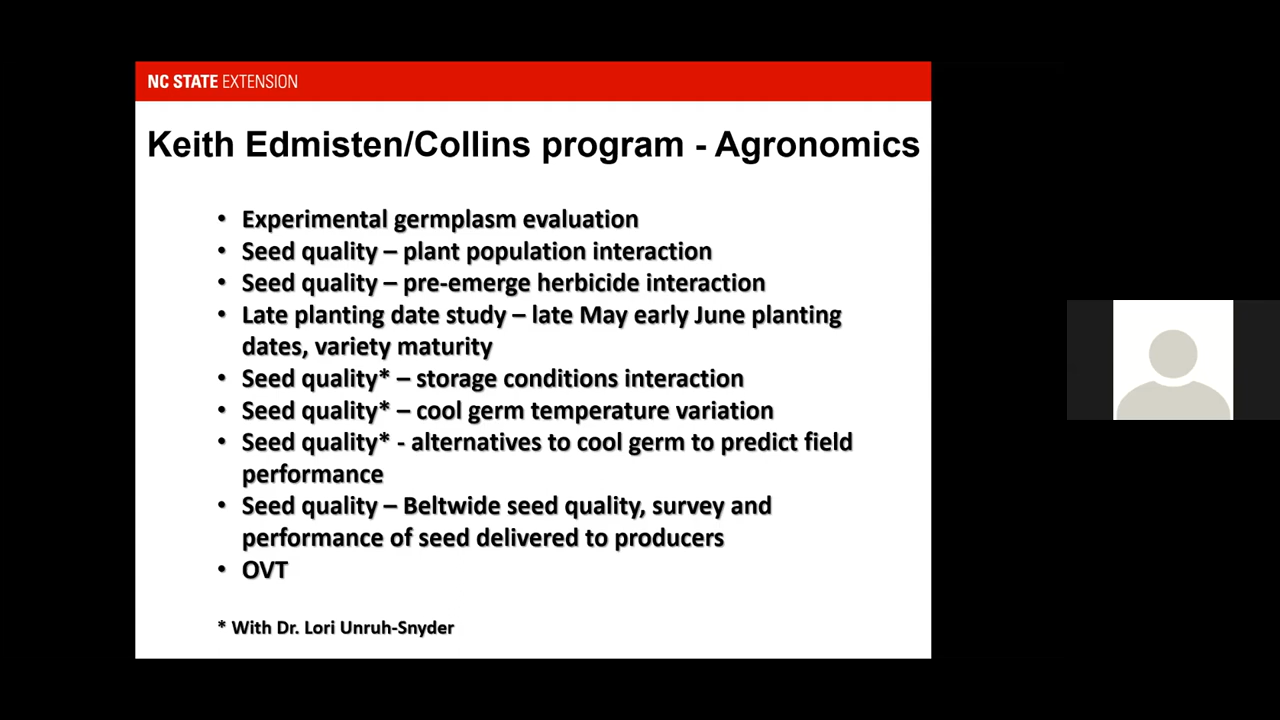 NC STATE EXTENSION
Keith Edmisten/Collins program - Agronomics
• Experimental germplasm evaluation
• Seed quality – plant population interaction
• Seed quality – pre-emerge herbicide interaction
• Late planting date study – late May early June planting
dates, variety maturity
• Seed quality* – storage conditions interaction
• Seed quality* – cool germ temperature variation
• Seed quality* - alternatives to cool germ to predict field
performance
• Seed quality – Beltwide seed quality, survey and
performance of seed delivered to producers
• OVT
* With Dr. Lori Unruh-Snyder